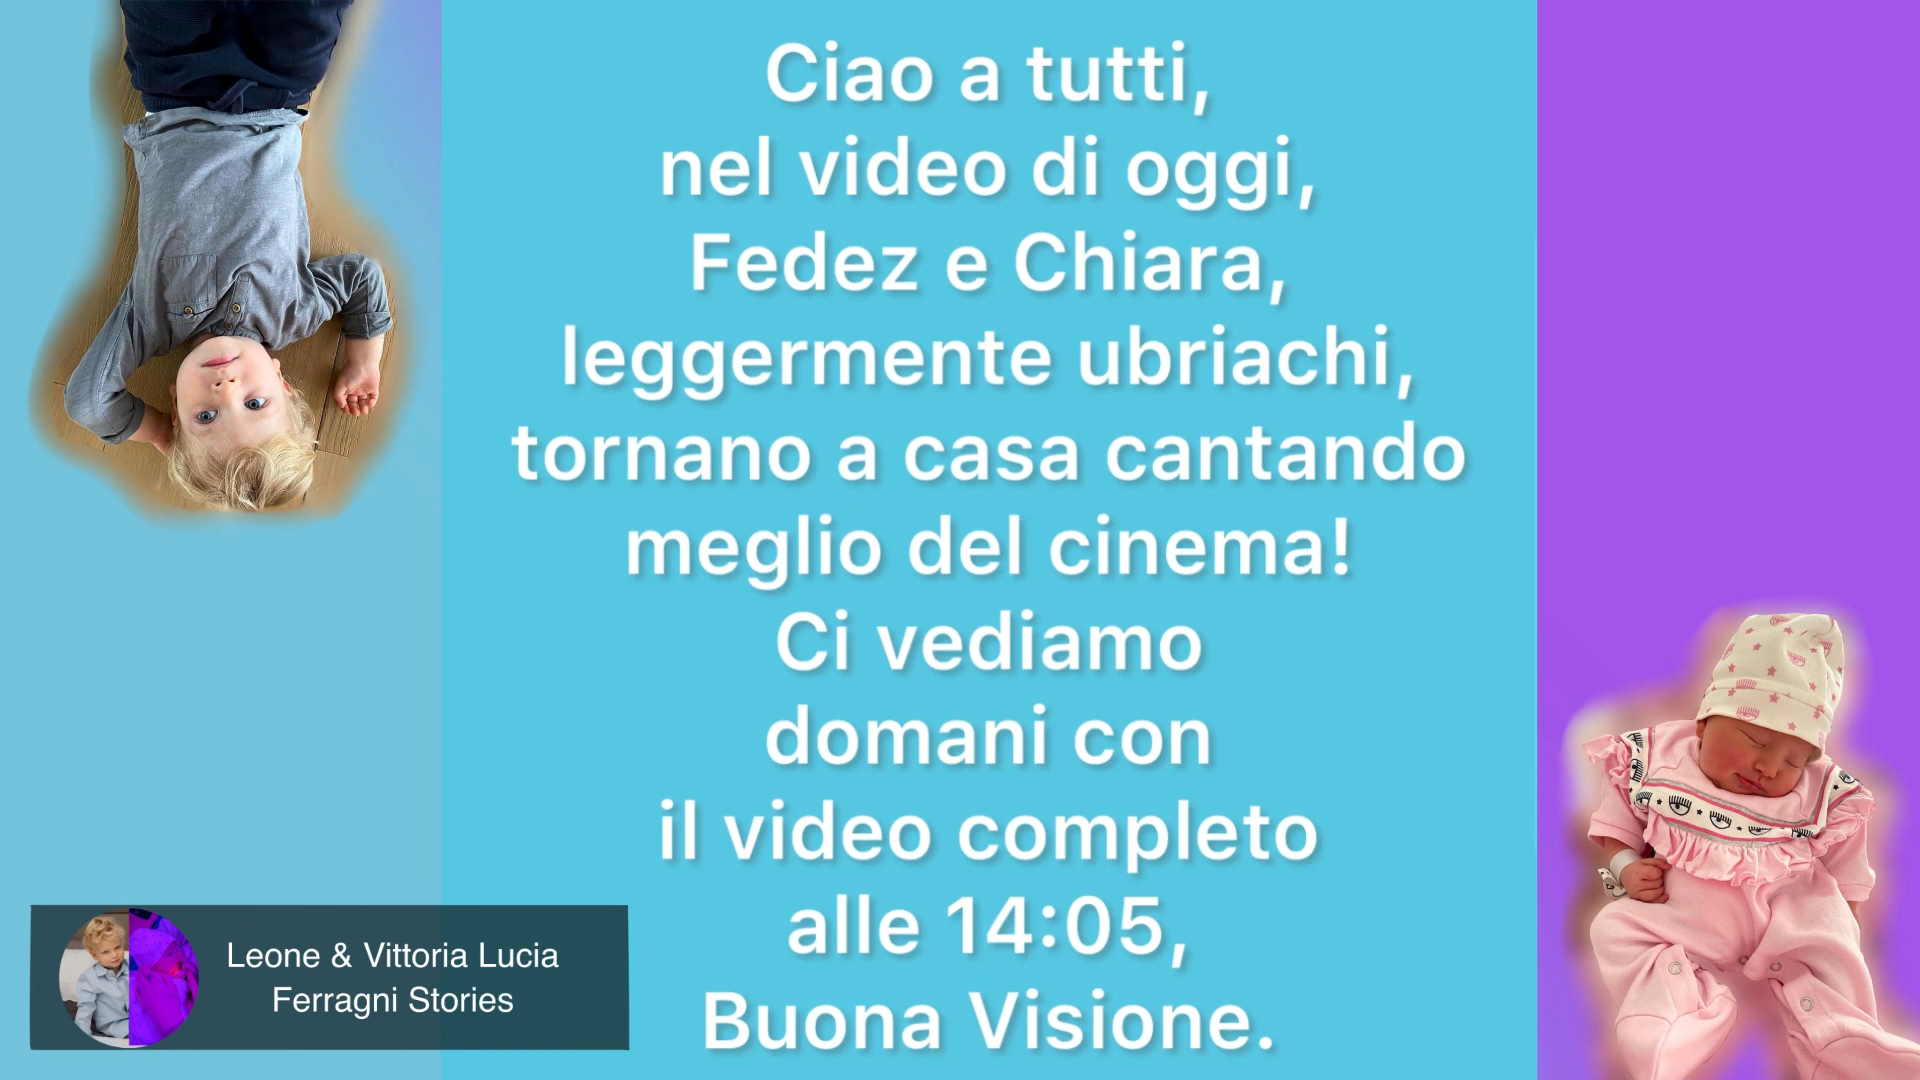 Ciao a tutti,
nel video di oggi,
Fedez e Chiara,
leggermente ubriachi,
tornano a casa cantando
meglio del cinema!
Ci vediamo
domani con
il video completo
alle 14:05,
Buona Visione.
Leone & Vittoria Lucia
Ferragni Stories